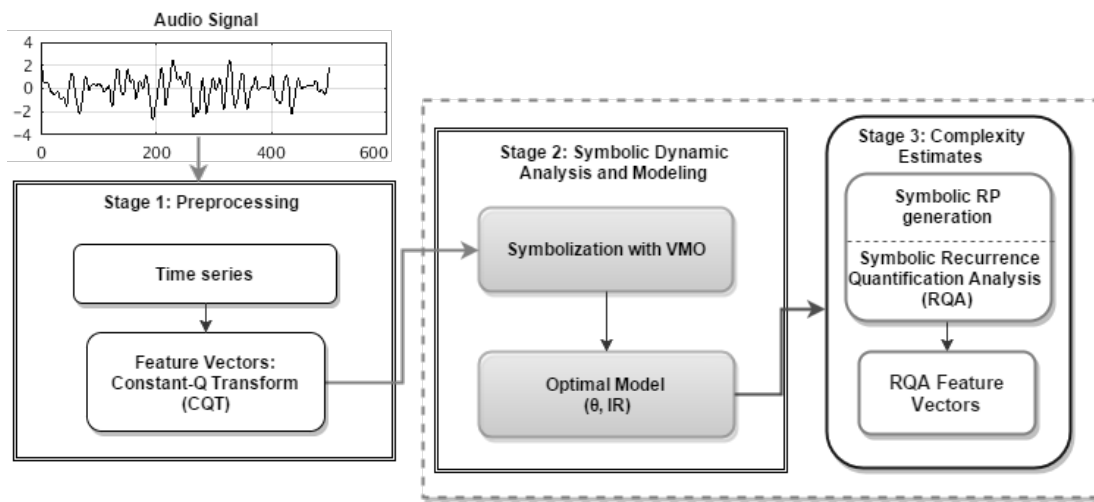 Audio Signal
4
2
0
−2
−4
0 200 400 600
Stage 1: Preprocessing
Time series
Feature Vectors:
Constant-Q Transform
(CQT)
Stage 2: Symbolic Dynamic
Analysis and Modeling
Symbolization with VMO
Optimal Model
(θ, IR)
Stage 3: Complexity
Estimates
Symbolic RP
generation
Symbolic Recurrence
Quantification Analysis
(RQA)
RQA Feature
Vectors